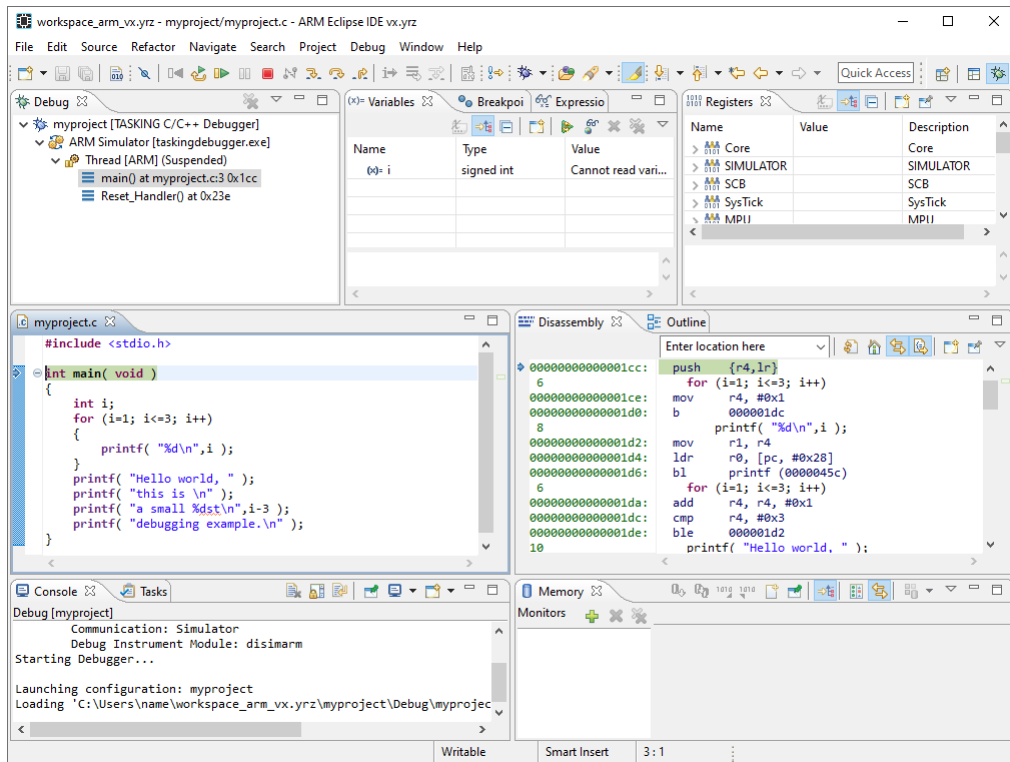 workspace_arm_vx.yrz - myproject/myproject.c - ARM Eclipse IDE vx.yrz
File Edit Source Refactor Navigate Search Project Debug Window Help
Quick Access
Debug
myproject [TASKING C/C++ Debugger]
ARM Simulator [taskingdebugger.exe]
Thread [ARM] (Suspended)
main() at myproject.c:3 0x1cc
Reset_Handler() at 0x23e
(x)= Variables Breakpoi Expressio
Name Type Value
(x)= i signed int Cannot read vari...
Registers
Name Value Description
Core Core
SIMULATOR SIMULATOR
SCB SCB
SysTick SysTick
MPU MPU
myproject.c
#include <stdio.h>
int main( void )
{
int i;
for (i=1; i<=3; i++)
{
printf( "%d\n",i );
}
printf( "Hello world, " );
printf( "this is \n" );
printf( "a small %dst\n",i-3 );
printf( "debugging example.\n" );
}
Disassembly Outline
Enter location here
00000000000001cc: push {r4,lr}
6 for (i=1; i<=3; i++)
00000000000001ce: mov r4, #0x1
00000000000001d0: b 000001dc
8 printf( "%d\n",i );
00000000000001d2: mov r1, r4
00000000000001d4: ldr r0, [pc, #0x28]
00000000000001d6: bl printf (0000045c)
6 for (i=1; i<=3; i++)
00000000000001da: add r4, r4, #0x1
00000000000001dc: cmp r4, #0x3
00000000000001de: ble 000001d2
10 printf( "Hello world, " );
Console Tasks
Debug [myproject]
Communication: Simulator
Debug Instrument Module: disimarm
Starting Debugger...
Launching configuration: myproject
Loading 'C:\Users\name\workspace_arm_vx.yrz\myproject\Debug\myprojec
Memory
Monitors
Writable Smart Insert 3 : 1